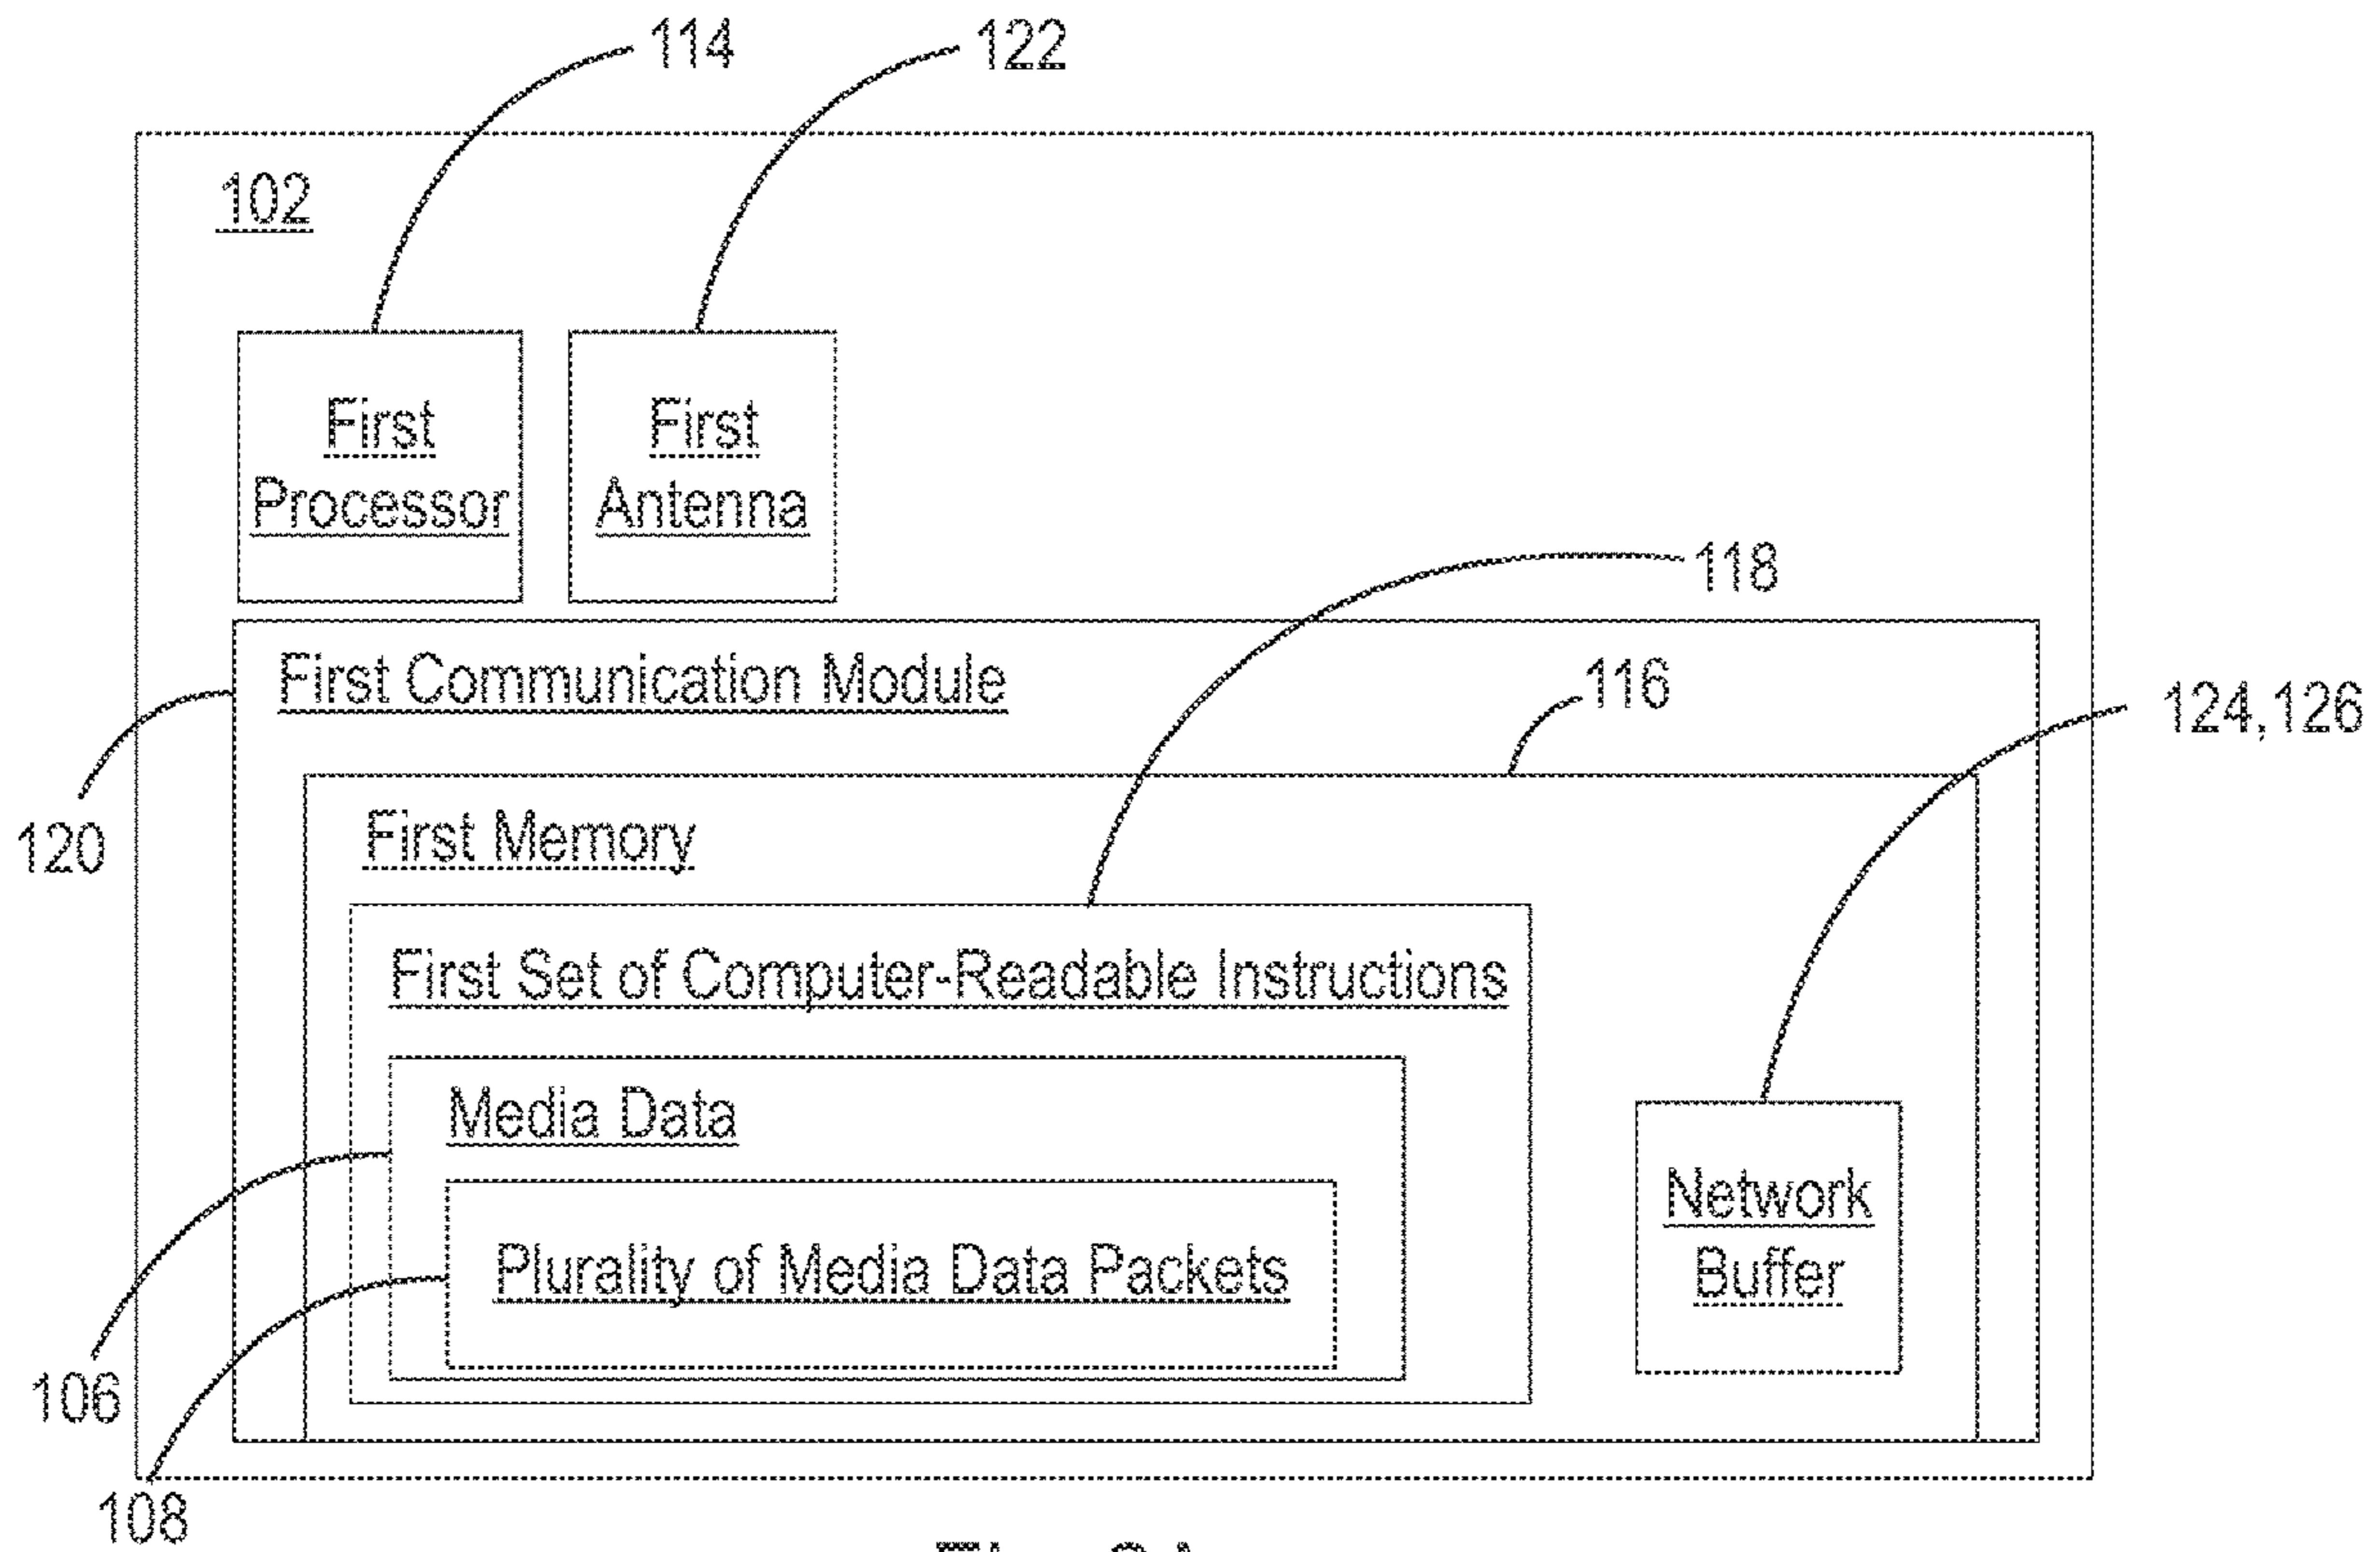 114
122
102
First
Processor
First
Antenna
118
First Communication Module
116
124,126
120
First Memory
First Set of Computer-Readable Instructions
Media Data
Network
Buffer
Plurality of Media Data Packets
106
108